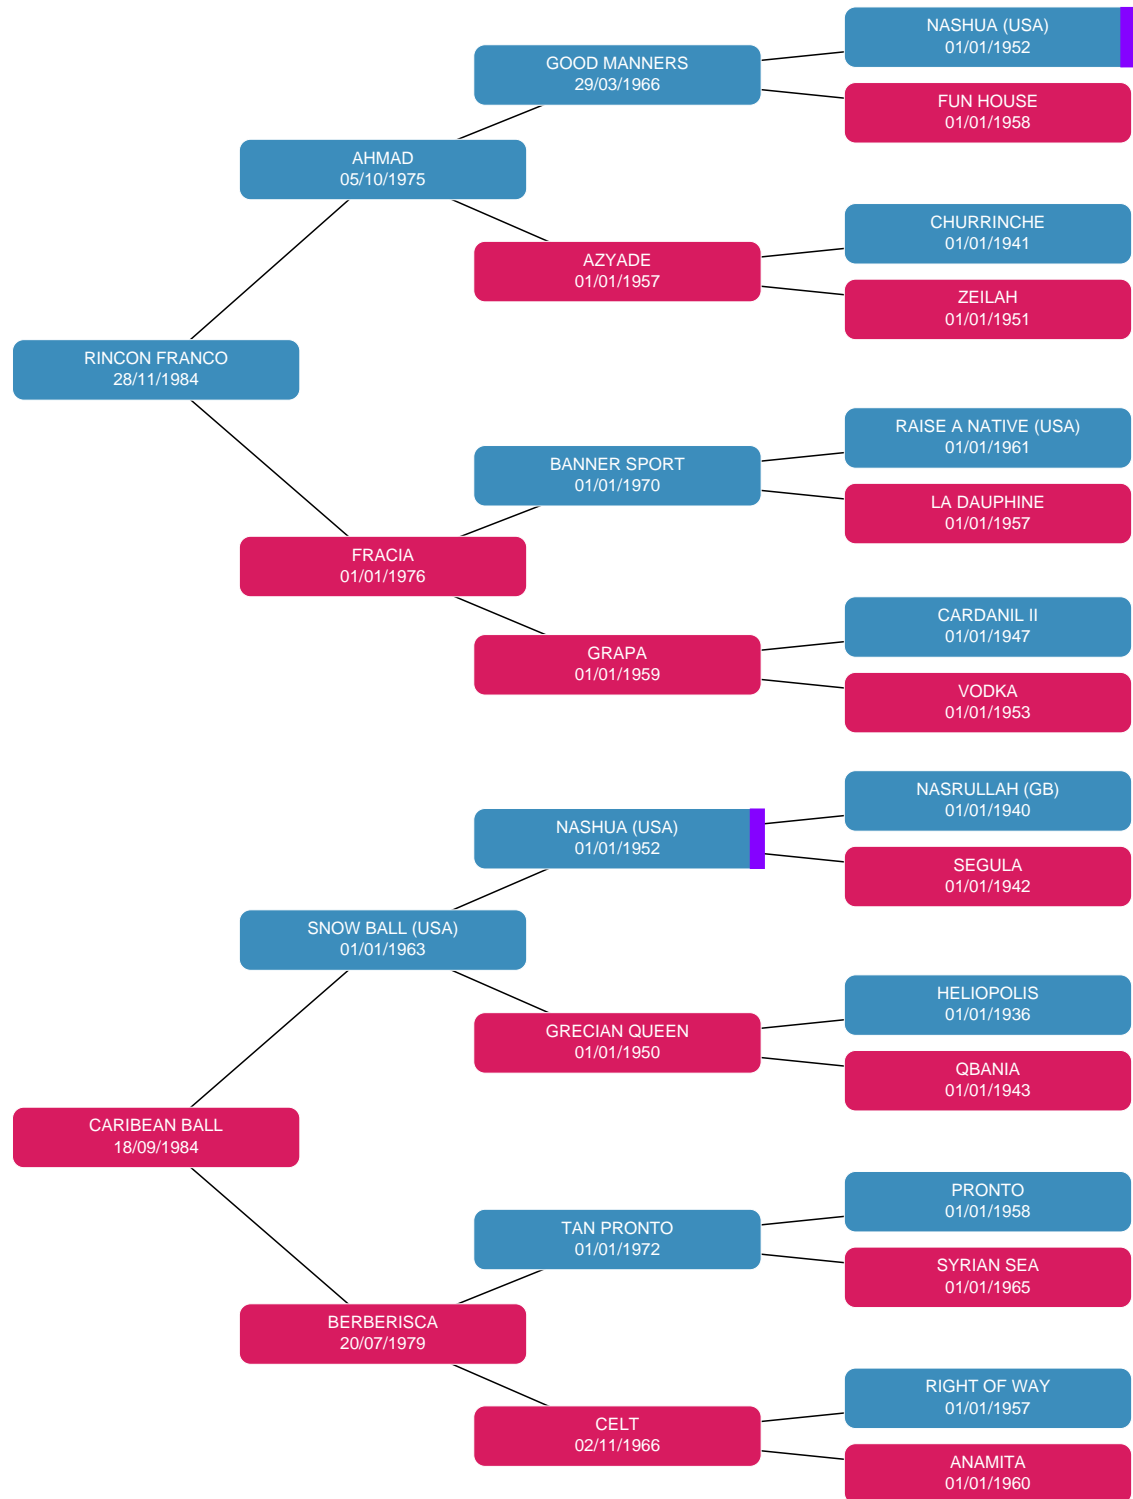 NASHUA (USA)
01/01/1952
GOOD MANNERS
29/03/1966
FUN HOUSE
01/01/1958
AHMAD
05/10/1975
CHURRINCHE
01/01/1941
AZYADE
01/01/1957
ZEILAH
01/01/1951
RINCON FRANCO
28/11/1984
RAISE A NATIVE (USA)
01/01/1961
BANNER SPORT
01/01/1970
LA DAUPHINE
01/01/1957
FRACIA
01/01/1976
CARDANIL II
01/01/1947
GRAPA
01/01/1959
VODKA
01/01/1953
NASRULLAH (GB)
01/01/1940
NASHUA (USA)
01/01/1952
SEGULA
01/01/1942
SNOW BALL (USA)
01/01/1963
HELIOPOLIS
01/01/1936
GRECIAN QUEEN
01/01/1950
QBANIA
01/01/1943
CARIBEAN BALL
18/09/1984
PRONTO
01/01/1958
TAN PRONTO
01/01/1972
SYRIAN SEA
01/01/1965
BERBERISCA
20/07/1979
RIGHT OF WAY
01/01/1957
CELT
02/11/1966
ANAMITA
01/01/1960